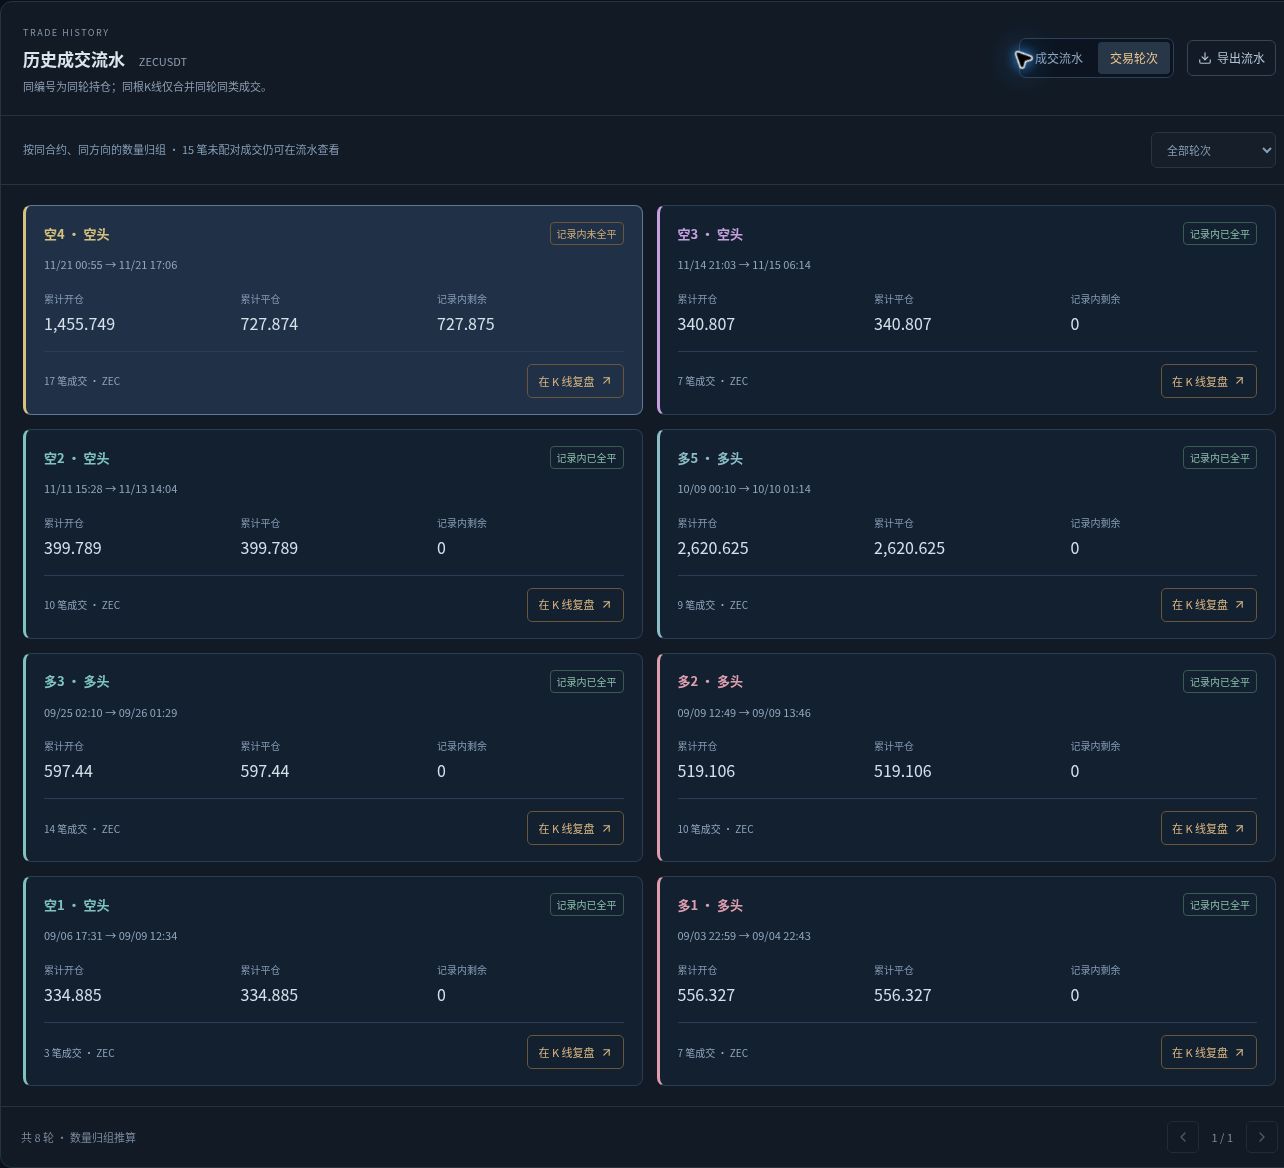 TRADE HISTORY
历史成交流水 ZECUSDT
同编号为同轮持仓；同根K线仅合并同轮同类成交。
成交流水 交易轮次 导出流水
按同合约、同方向的数量归组 · 15 笔未配对成交仍可在流水查看
全部轮次
空4 · 空头 记录内未全平
11/21 00:55 → 11/21 17:06
累计开仓 累计平仓 记录内剩余
1,455.749 727.874 727.875
17 笔成交 · ZEC 在 K 线复盘
空3 · 空头 记录内已全平
11/14 21:03 → 11/15 06:14
累计开仓 累计平仓 记录内剩余
340.807 340.807 0
7 笔成交 · ZEC 在 K 线复盘
空2 · 空头 记录内已全平
11/11 15:28 → 11/13 14:04
累计开仓 累计平仓 记录内剩余
399.789 399.789 0
10 笔成交 · ZEC 在 K 线复盘
多5 · 多头 记录内已全平
10/09 00:10 → 10/10 01:14
累计开仓 累计平仓 记录内剩余
2,620.625 2,620.625 0
9 笔成交 · ZEC 在 K 线复盘
多3 · 多头 记录内已全平
09/25 02:10 → 09/26 01:29
累计开仓 累计平仓 记录内剩余
597.44 597.44 0
14 笔成交 · ZEC 在 K 线复盘
多2 · 多头 记录内已全平
09/09 12:49 → 09/09 13:46
累计开仓 累计平仓 记录内剩余
519.106 519.106 0
10 笔成交 · ZEC 在 K 线复盘
空1 · 空头 记录内已全平
09/06 17:31 → 09/09 12:34
累计开仓 累计平仓 记录内剩余
334.885 334.885 0
3 笔成交 · ZEC 在 K 线复盘
多1 · 多头 记录内已全平
09/03 22:59 → 09/04 22:43
累计开仓 累计平仓 记录内剩余
556.327 556.327 0
7 笔成交 · ZEC 在 K 线复盘
共 8 轮 · 数量归组推算
1 / 1